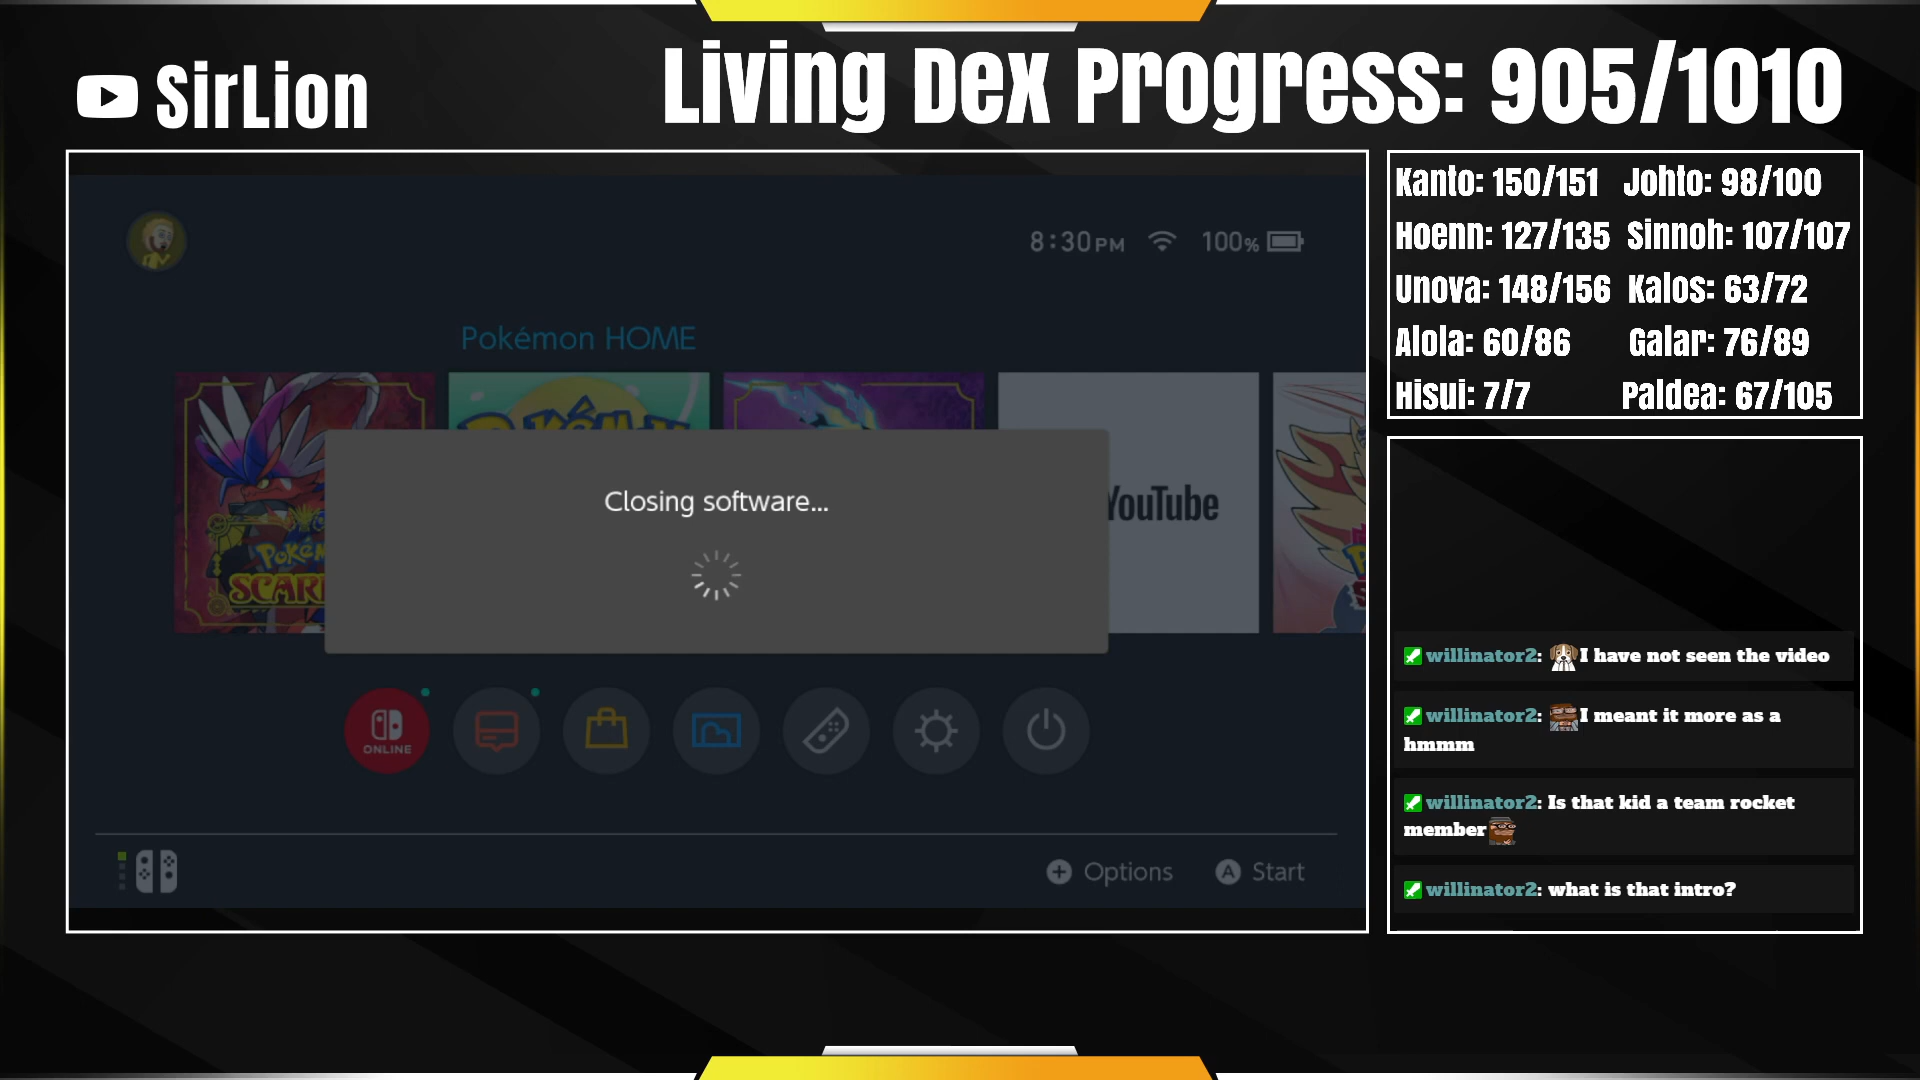 SirLion
Living Dex Progress: 905/1010
8:30PM 100%
Pokémon HOME
YouTube
Closing software...
ONLINE
Options
Start
Kanto: 150/151 Johto: 98/100
Hoenn: 127/135 Sinnoh: 107/107
Unova: 148/156 Kalos: 63/72
Alola: 60/86 Galar: 76/89
Hisui: 7/7 Paldea: 67/105
willinator2: I have not seen the video
willinator2: I meant it more as a
hmmm
willinator2: Is that kid a team rocket
member
willinator2: what is that intro?